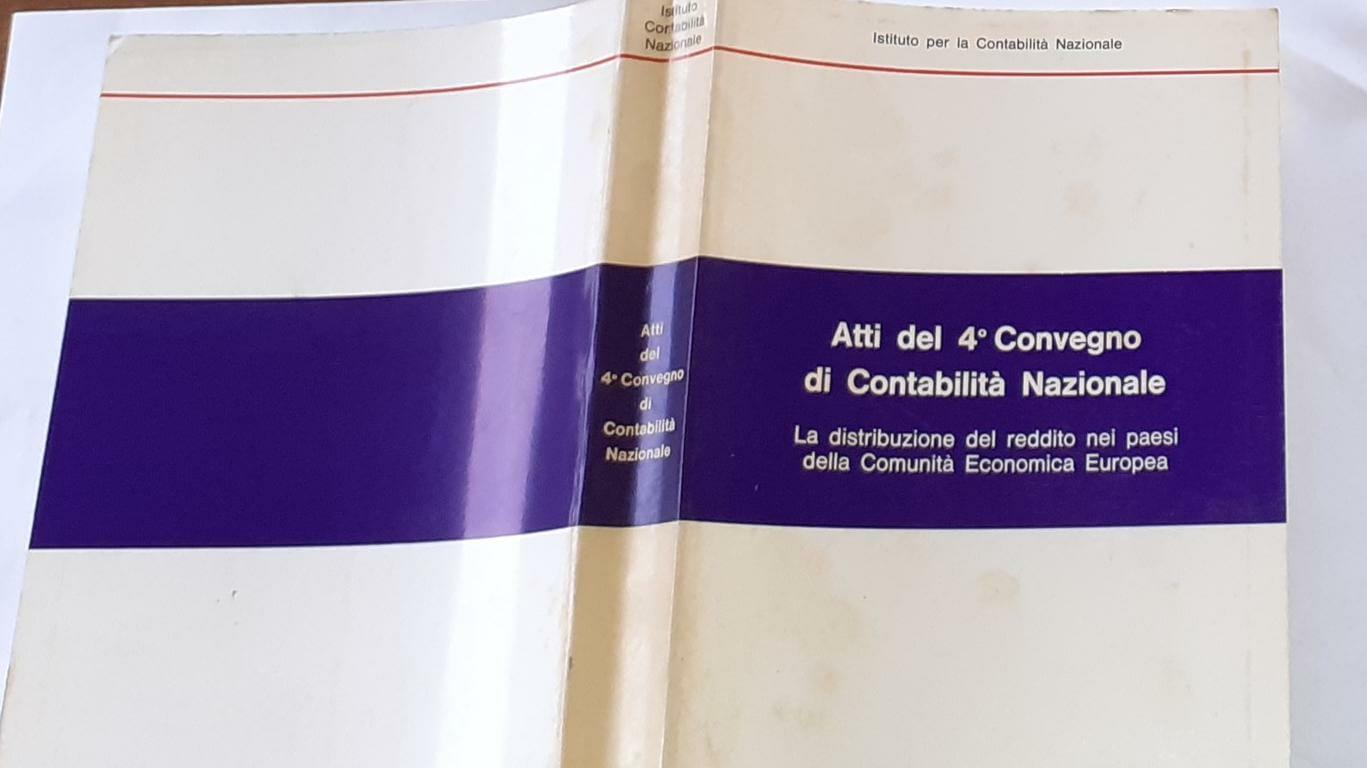 Istituto
Contabilità
Nazionale
Atti
del
4° Convegno
di
Contabilità
Nazionale
Istituto per la Contabilità Nazionale
Atti del 4° Convegno
di Contabilità Nazionale
La distribuzione del reddito nei paesi
della Comunità Economica Europea